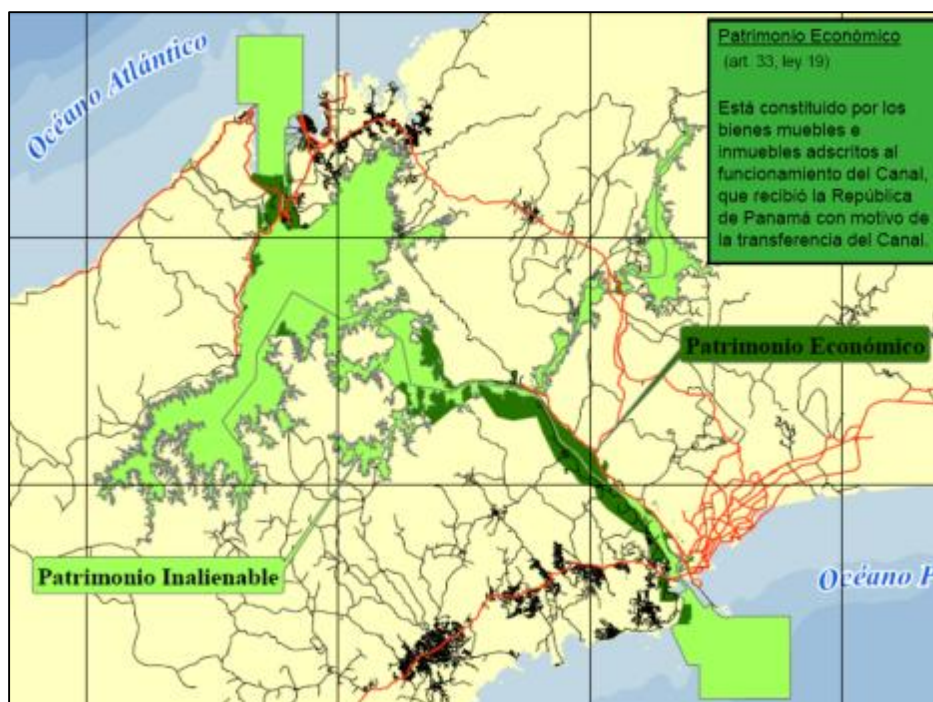 Océano Atlántico
Patrimonio Económico
(art. 33, ley 19)
Está constituido por los
bienes muebles e
inmuebles adscritos al
funcionamiento del Canal,
que recibió la República
de Panamá con motivo de
la transferencia del Canal.
Patrimonio Económico
Patrimonio Inalienable
Océano